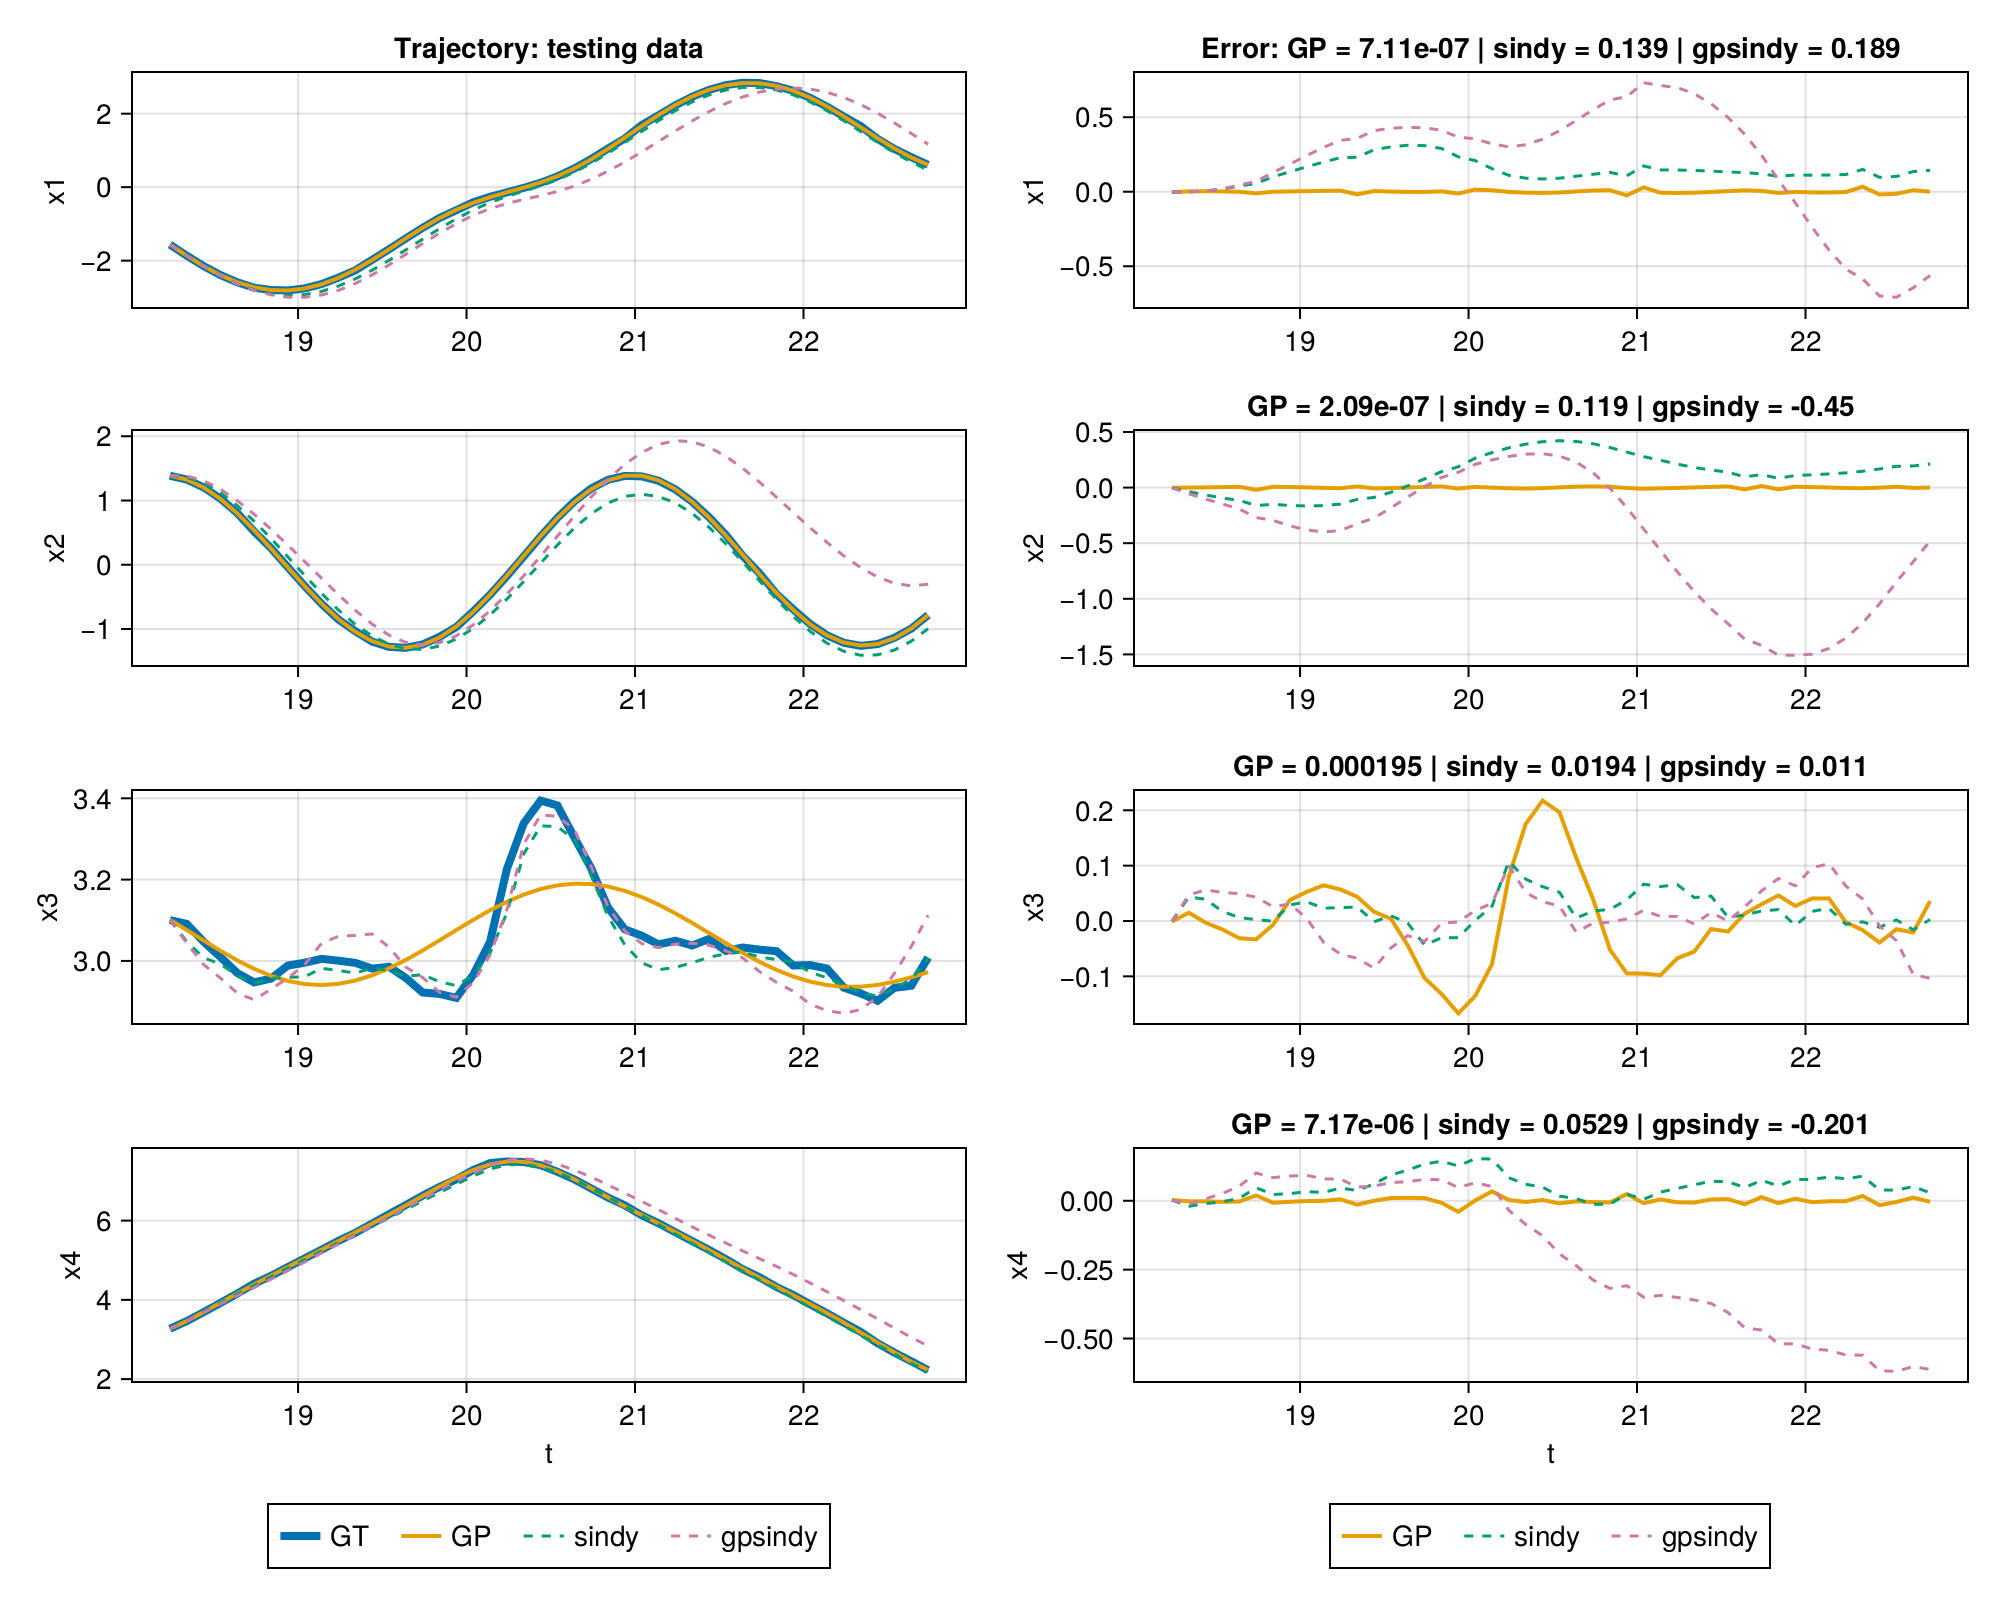 Trajectory: testing data
x1
2
0
−2
19 20 21 22
Error: GP = 7.11e-07 | sindy = 0.139 | gpsindy = 0.189
x1
0.5
0.0
−0.5
19 20 21 22
x2
2
1
0
−1
19 20 21 22
GP = 2.09e-07 | sindy = 0.119 | gpsindy = -0.45
x2
0.5
0.0
−0.5
−1.0
−1.5
19 20 21 22
x3
3.4
3.2
3.0
19 20 21 22
GP = 0.000195 | sindy = 0.0194 | gpsindy = 0.011
x3
0.2
0.1
0.0
−0.1
19 20 21 22
x4
6
4
2
19 20 21 22
t
GP = 7.17e-06 | sindy = 0.0529 | gpsindy = -0.201
x4
0.00
−0.25
−0.50
19 20 21 22
t
GT GP sindy gpsindy
GP sindy gpsindy